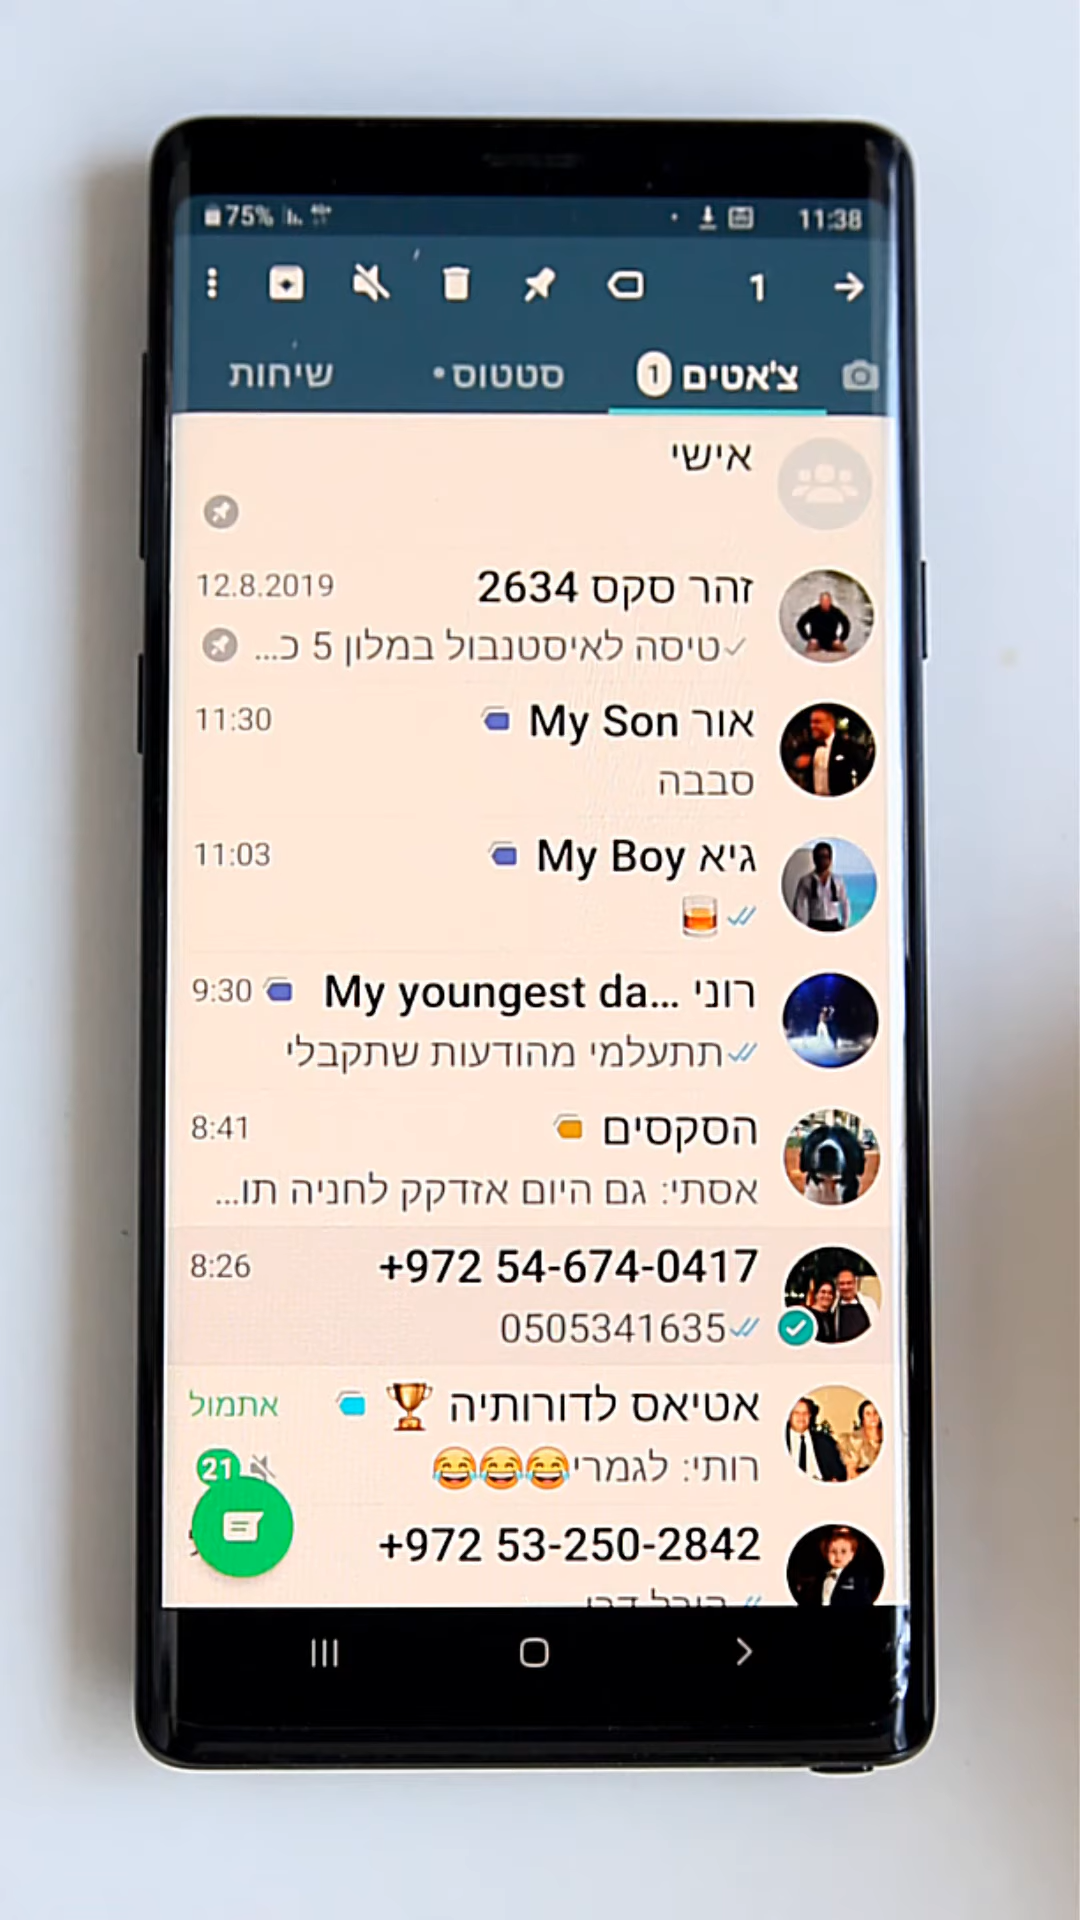 75% 11:38
1
צ'אטים 1 סטטוס• שיחות
אישי
זהר סקס 2634 12.8.2019
טיסה לאיסטנבול במלון 5 כ...
אור My Son 11:30
סבבה
גיא My Boy 11:03
רוני My youngest da... 9:30
תתעלמי מהודעות שתקבלי
הסקסים 8:41
אסתי: גם היום אזדקק לחניה תו...
+972 54-674-0417 8:26
0505341635
אטיאס לדורותיה 🏆 אתמול
רותי: לגמרי😂😂😂 21
+972 53-250-2842